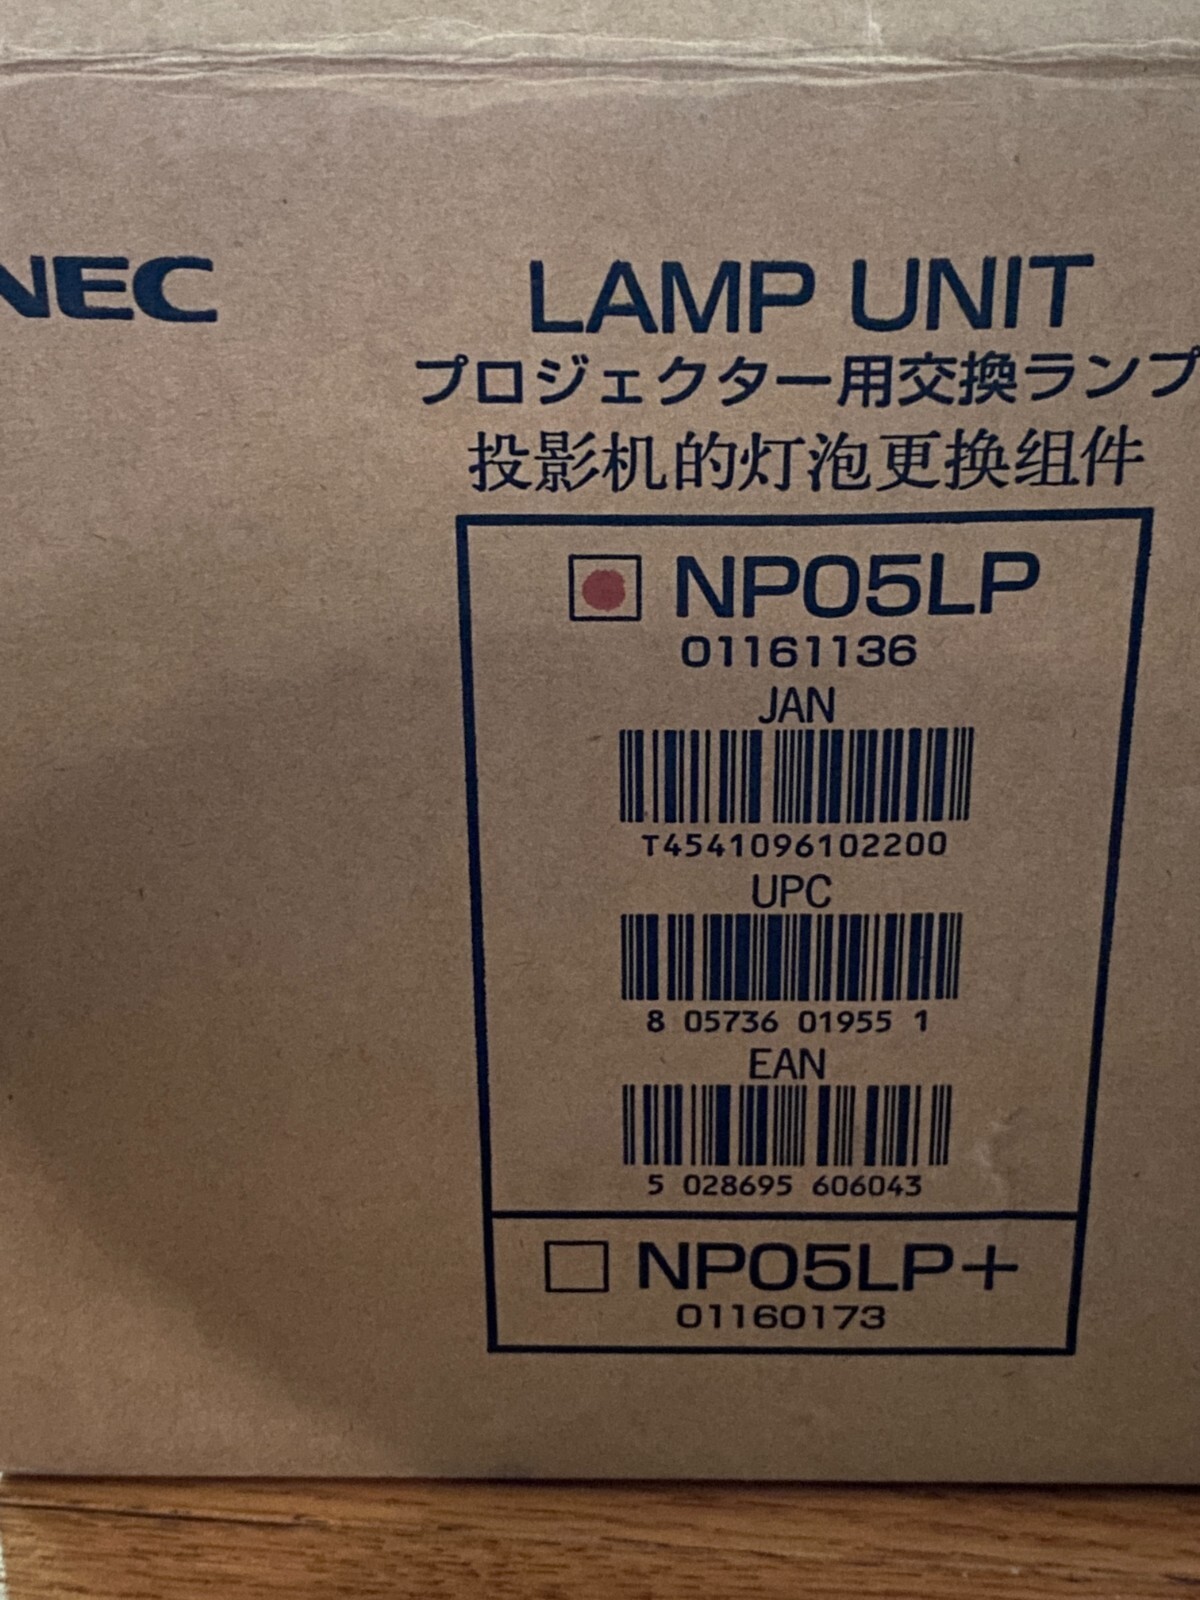 NEC
LAMP UNIT
プロジェクター用交換ランプ
投影机的灯泡更换组件
NP05LP
01161136
JAN
T4541096102200
UPC
8 05736 01955 1
EAN
5 028695 606043
NP05LP+
01160173